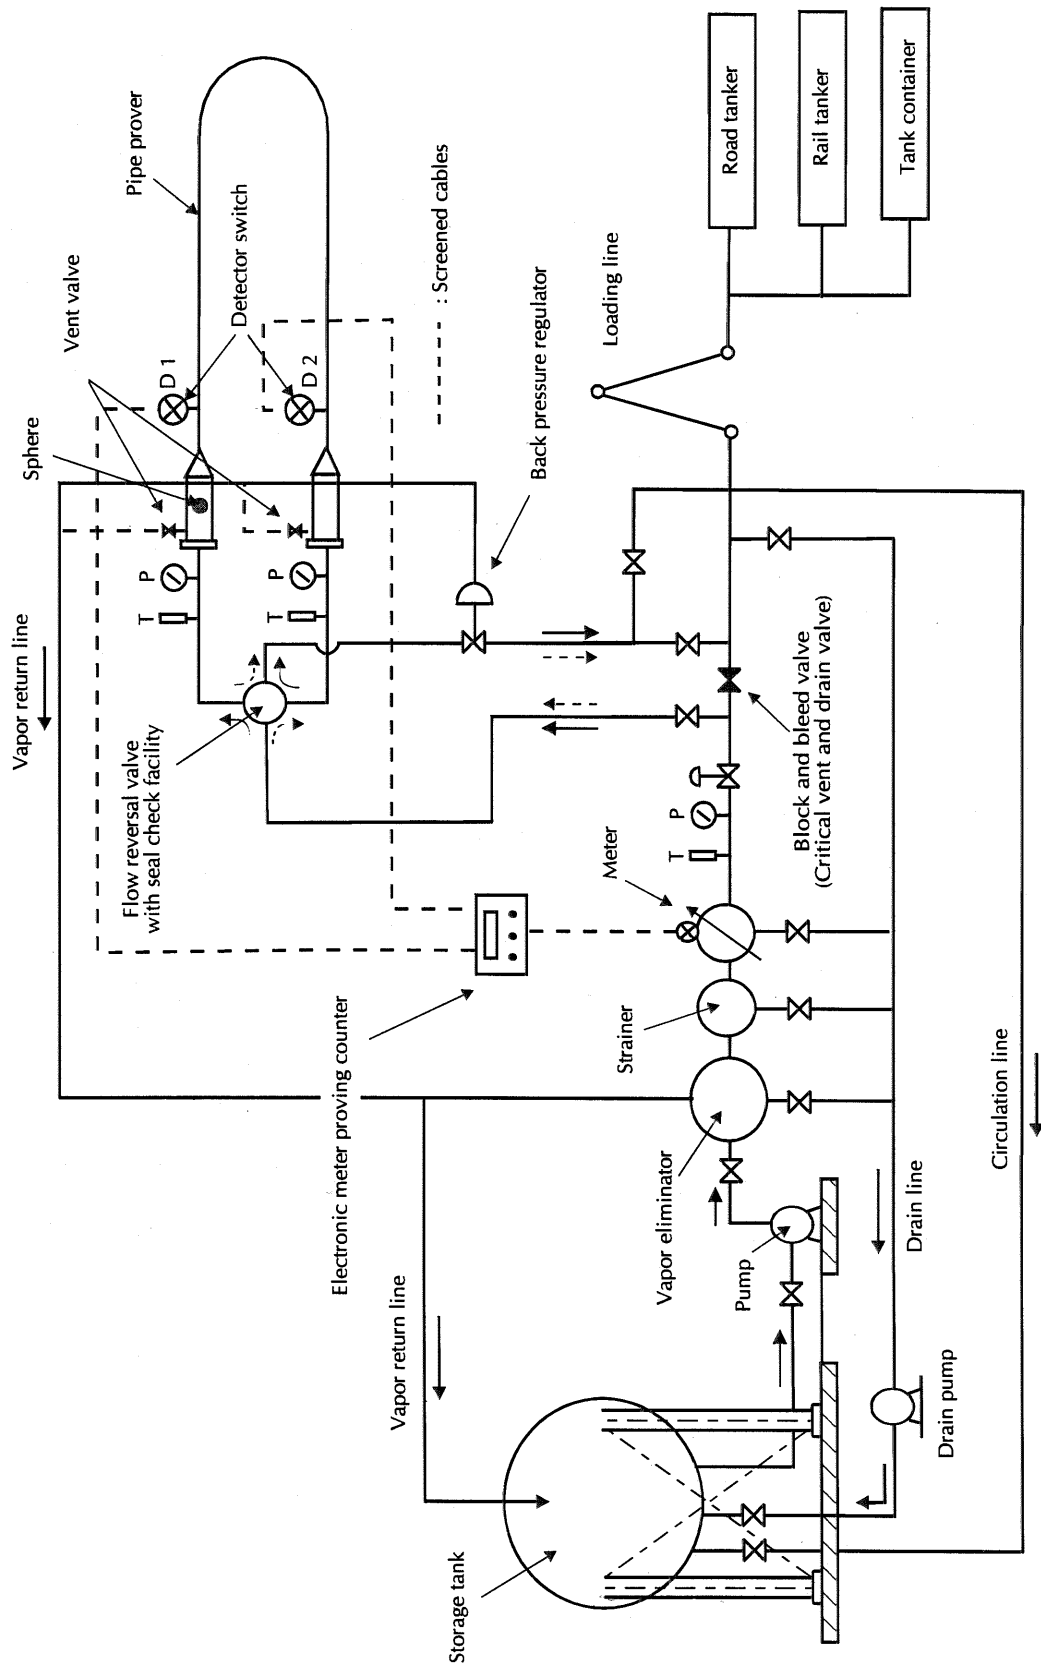 Storage tank
Vapor return line
Vapor return line
Electronic meter proving counter
Flow reversal valve
with seal check facility
T
P
T
P
Sphere
Vent valve
D 1
D 2
Detector switch
Pipe prover
: Screened cables
Back pressure regulator
Loading line
Road tanker
Rail tanker
Tank container
Vapor eliminator
Pump
Strainer
Meter
T
P
Block and bleed valve
(Critical vent and drain valve)
Drain pump
Drain line
Circulation line